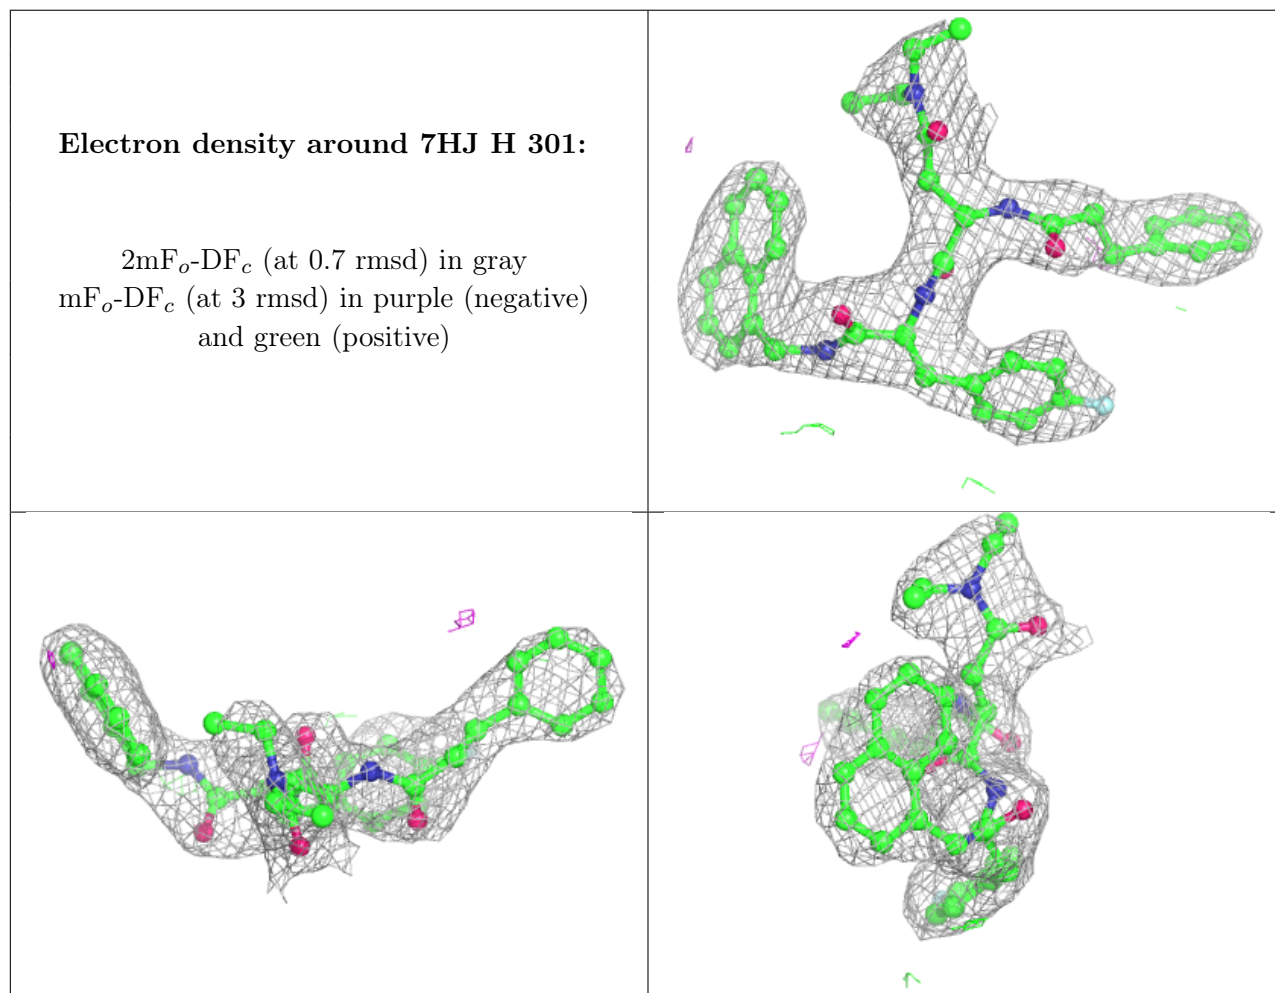 Electron density around 7HJ H 301:
2mFo-DFc (at 0.7 rmsd) in gray
mFo-DFc (at 3 rmsd) in purple (negative)
and green (positive)